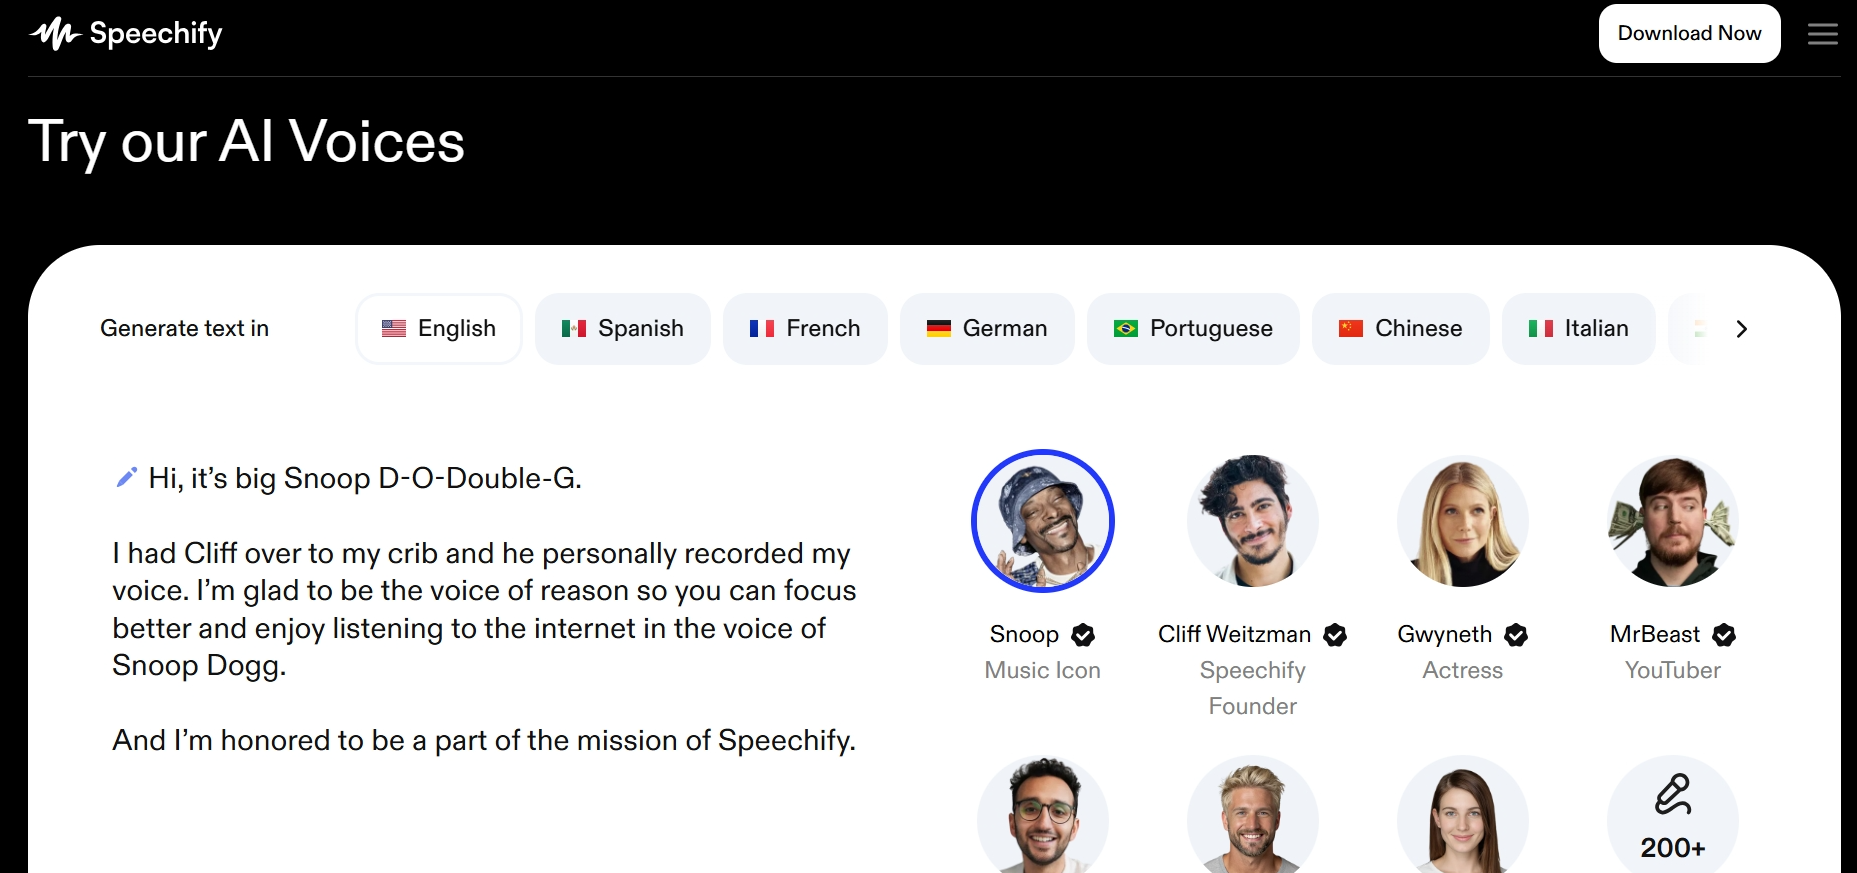 Speechify
Download Now
Try our AI Voices
Generate text in
English
Spanish
French
German
Portuguese
Chinese
Italian
Hi, it’s big Snoop D-O-Double-G.
I had Cliff over to my crib and he personally recorded my
voice. I’m glad to be the voice of reason so you can focus
better and enjoy listening to the internet in the voice of
Snoop Dogg.
And I’m honored to be a part of the mission of Speechify.
Snoop
Music Icon
Cliff Weitzman
Speechify
Founder
Gwyneth
Actress
MrBeast
YouTuber
200+